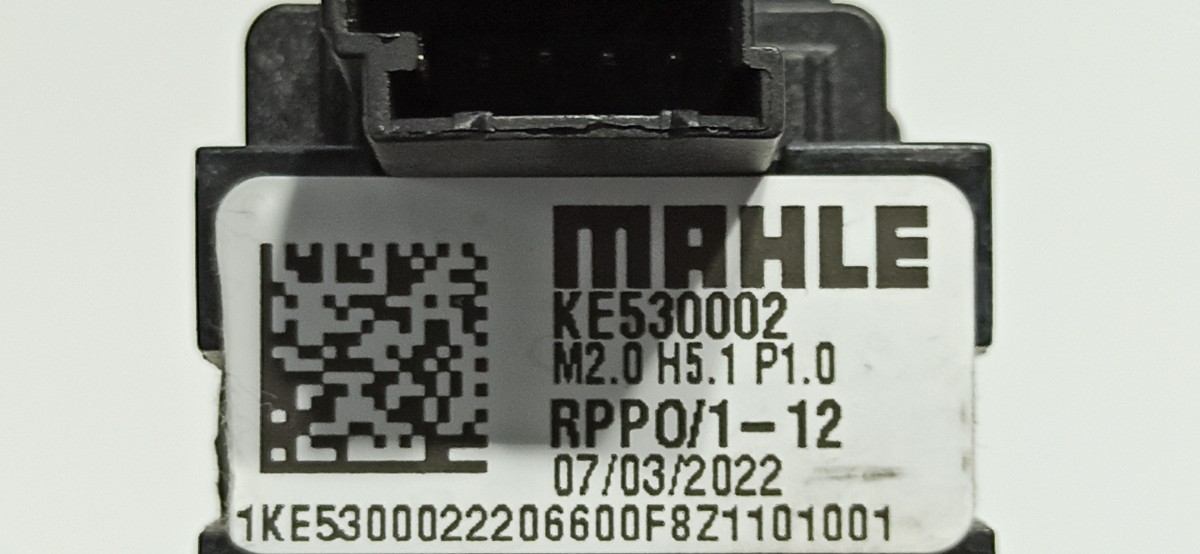 MAHLE
KE530002
M2.0 H5.1 P1.0
RPPO/1-12
07/03/2022
1KE5300022206600F8Z1101001